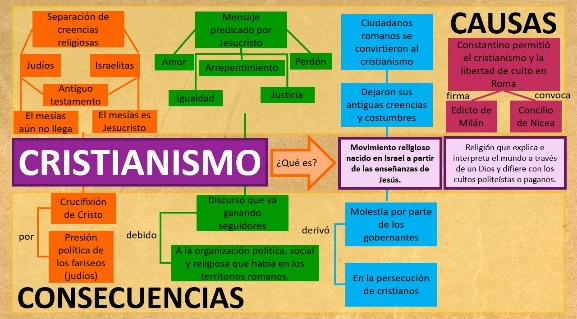 Separación de
creencias
religiosas
Judíos
Israelitas
Antiguo
testamento
El mesías
aún no llega
El mesías es
Jesucristo
Mensaje
predicado por
Jesucristo
Amor
Arrepentimiento
Perdón
Igualdad
Justicia
Ciudadanos
romanos se
convirtieron al
cristianismo
Dejaron sus
antiguas creencias
y costumbres
CAUSAS
Constantino permitió
el cristianismo y la
libertad de culto en
Roma
firma
convoca
Edicto de
Milán
Concilio
de Nicea
CRISTIANISMO
¿Qué es?
Movimiento religioso
nacido en Israel a partir
de las enseñanzas de
Jesús.
Religión que explica e
interpreta el mundo a través
de un Dios y difiere con los
cultos politeístas o paganos.
Crucifixión
de Cristo
por
Presión
política de
los fariseos
(judíos)
Discurso que va
ganando
seguidores
debido
A la organización política, social
y religiosa que había en los
territorios romanos.
Molestia por parte
de los
gobernantes
derivó
En la persecución
de cristianos
CONSECUENCIAS